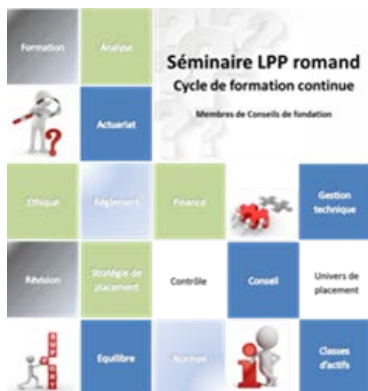 Formation
Analyse
Séminaire LPP romand
Cycle de formation continue
Membres de Conseils de fondation
Actuariat
Ethique
Règlement
Finance
Gestion
technique
Révision
Stratégie de
placement
Contrôle
Conseil
Univers de
placement
SUPPORT
Equilibre
Normes
Classes
d'actifs